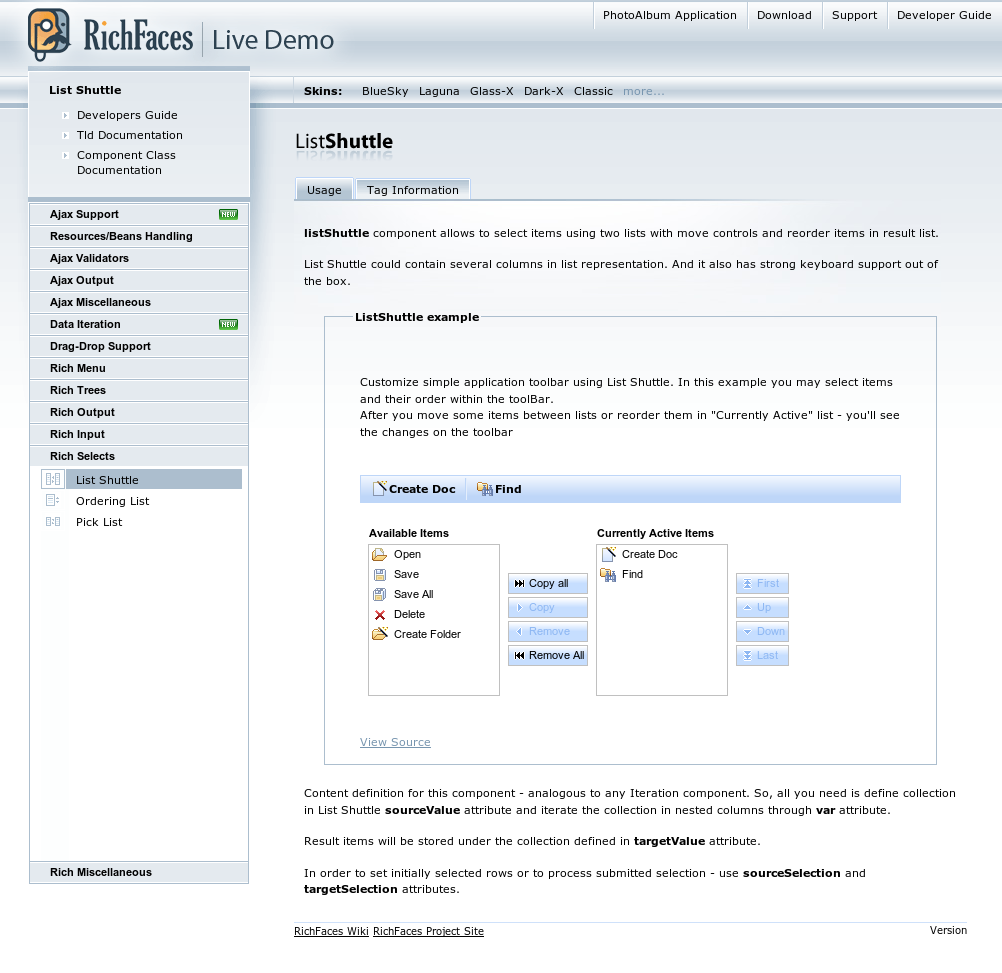 PhotoAlbum Application Download Support Developer Guide
RichFaces Live Demo
List Shuttle
Developers Guide
Tld Documentation
Component Class
Documentation
Skins: BlueSky Laguna Glass-X Dark-X Classic more...
Ajax Support NEW
Resources/Beans Handling
Ajax Validators
Ajax Output
Ajax Miscellaneous
Data Iteration NEW
Drag-Drop Support
Rich Menu
Rich Trees
Rich Output
Rich Input
Rich Selects
List Shuttle
Ordering List
Pick List
Rich Miscellaneous
ListShuttle
Usage Tag Information
listShuttle component allows to select items using two lists with move controls and reorder items in result list.
List Shuttle could contain several columns in list representation. And it also has strong keyboard support out of
the box.
ListShuttle example
Customize simple application toolbar using List Shuttle. In this example you may select items
and their order within the toolBar.
After you move some items between lists or reorder them in "Currently Active" list - you'll see
the changes on the toolbar
Create Doc Find
Available Items
Open
Save
Save All
Delete
Create Folder
Copy all
Copy
Remove
Remove All
Currently Active Items
Create Doc
Find
First
Up
Down
Last
View Source
Content definition for this component - analogous to any Iteration component. So, all you need is define collection
in List Shuttle sourceValue attribute and iterate the collection in nested columns through var attribute.
Result items will be stored under the collection defined in targetValue attribute.
In order to set initially selected rows or to process submitted selection - use sourceSelection and
targetSelection attributes.
RichFaces Wiki RichFaces Project Site Version